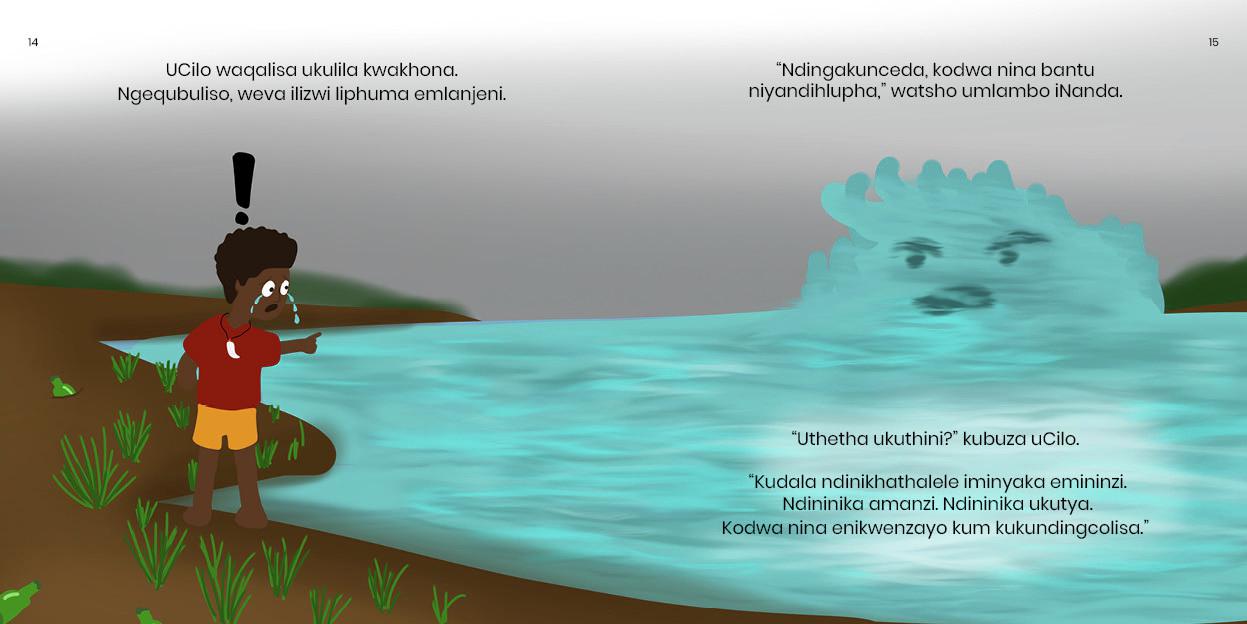 14
UCilo waqalisa ukulila kwakhona.
Ngequbuliso, weva ilizwi liphuma emlanjeni.
15
“Ndingakunceda, kodwa nina bantu
niyandihlupha,” watsho umlambo iNanda.
“Uthetha ukuthini?” kubuza uCilo.
“Kudala ndinikhathalele iminyaka emininzi.
Ndininika amanzi. Ndininika ukutya.
Kodwa nina enikwenzayo kum kukundingcolisa.”